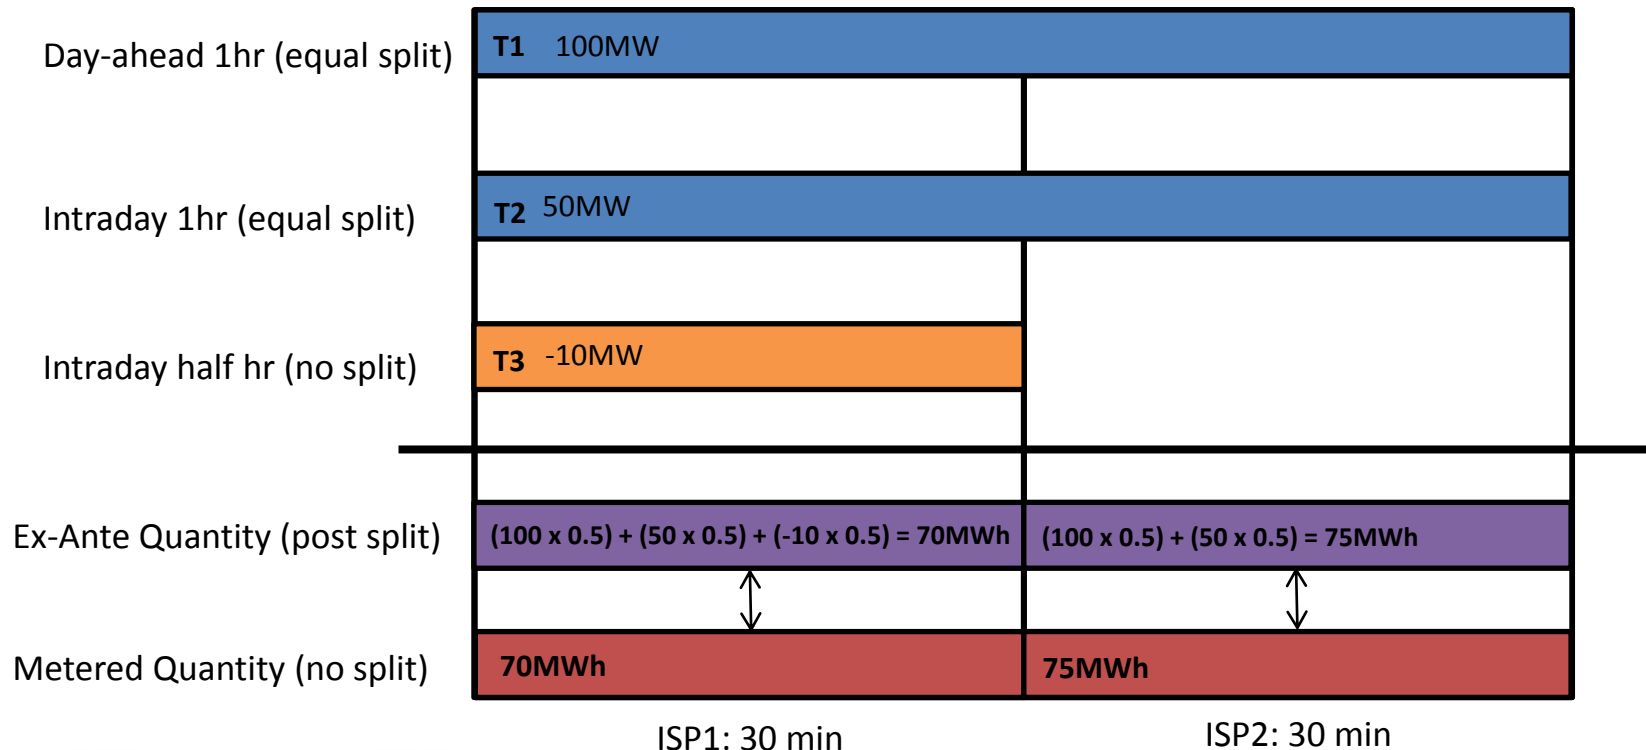 Day-ahead 1hr (equal split)
T1 100MW
Intraday 1hr (equal split)
T2 50MW
Intraday half hr (no split)
T3 -10MW
Ex-Ante Quantity (post split)
(100 x 0.5) + (50 x 0.5) + (-10 x 0.5) = 70MWh
(100 x 0.5) + (50 x 0.5) = 75MWh
Metered Quantity (no split)
70MWh
75MWh
ISP1: 30 min
ISP2: 30 min